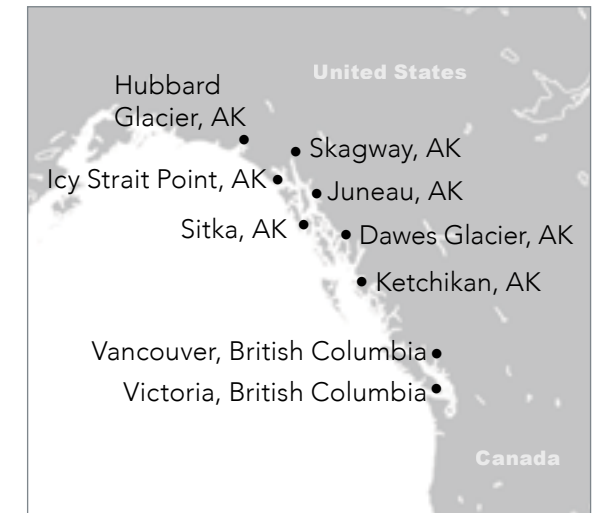 United States
Hubbard
Glacier, AK
Skagway, AK
Icy Strait Point, AK
Juneau, AK
Sitka, AK
Dawes Glacier, AK
Ketchikan, AK
Vancouver, British Columbia
Victoria, British Columbia
Canada